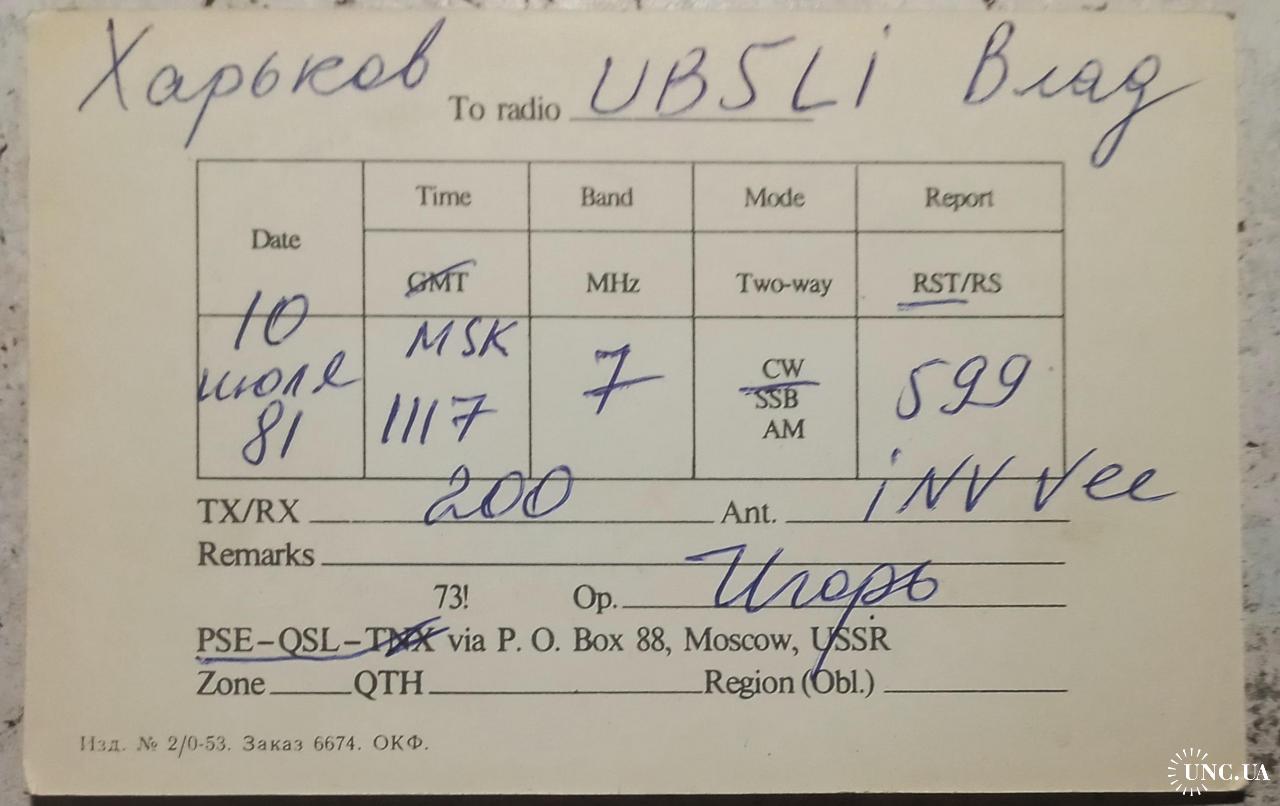 Харьков To radio UB5Li Влад
Date Time Band Mode Report
GMT MHz Two-way RST/RS
10 июля 81 MSK 1117 7 CW SSB AM 599
TX/RX 200 Ant. iNV Vee
Remarks
73! Op. Игорь
PSE-QSL-TNX via P. O. Box 88, Moscow, USSR
Zone QTH Region (Obl.)
Изд. № 2/0-53. Заказ 6674. ОКФ.
UNC.UA